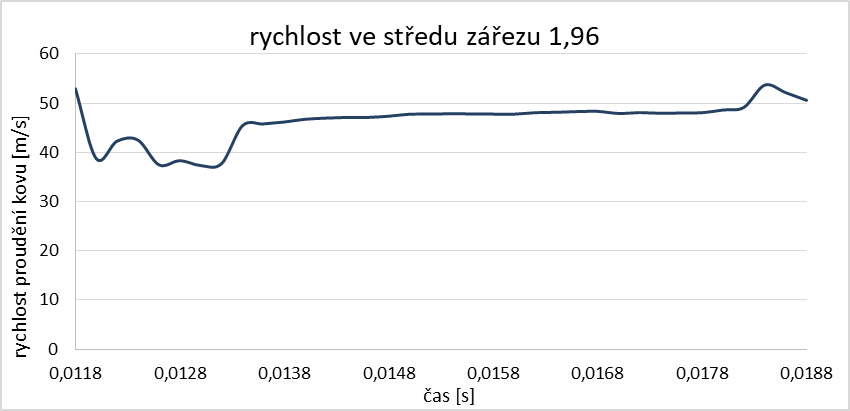 rychlost ve středu zářezu 1,96
rychlost proudění kovu [m/s]
60
50
40
30
20
10
0
0,0118 0,0128 0,0138 0,0148 0,0158 0,0168 0,0178 0,0188
čas [s]